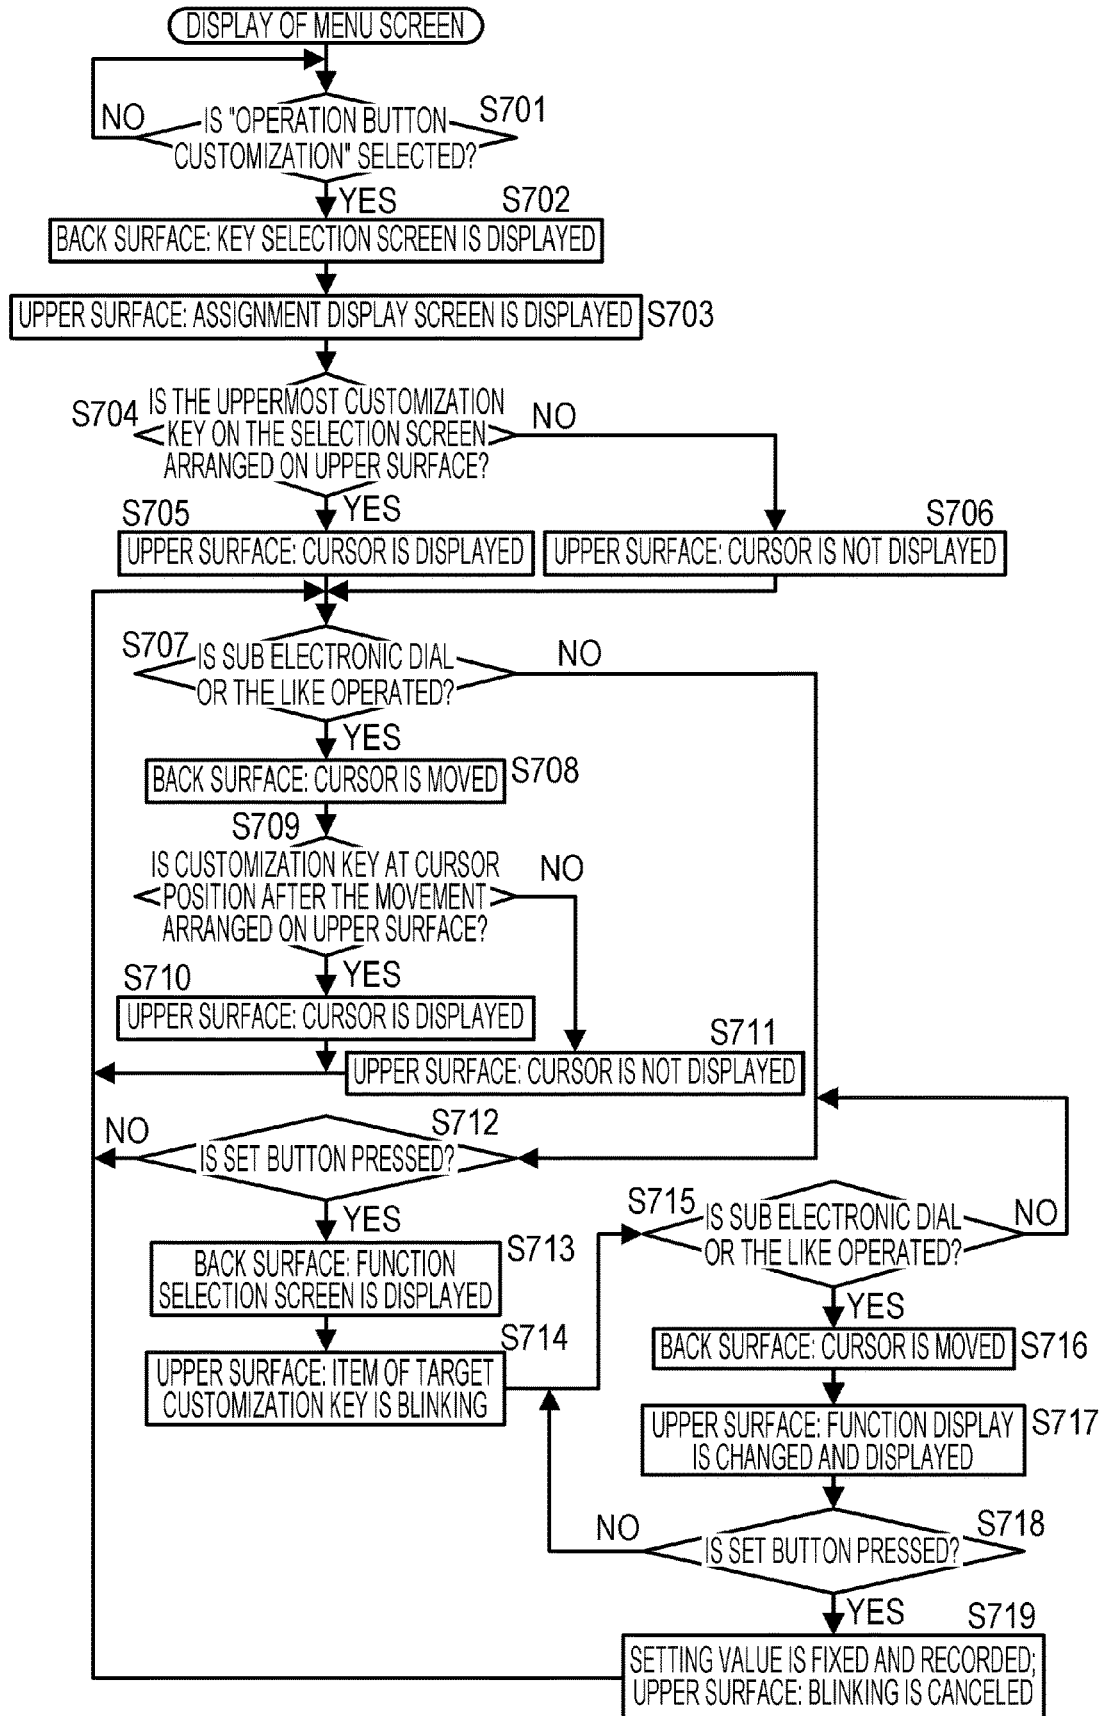 DISPLAY OF MENU SCREEN
NO
S701
IS "OPERATION BUTTON
CUSTOMIZATION" SELECTED?
YES
S702
BACK SURFACE: KEY SELECTION SCREEN IS DISPLAYED
UPPER SURFACE: ASSIGNMENT DISPLAY SCREEN IS DISPLAYED
S703
S704
IS THE UPPERMOST CUSTOMIZATION
KEY ON THE SELECTION SCREEN
ARRANGED ON UPPER SURFACE?
NO
YES
S705
UPPER SURFACE: CURSOR IS DISPLAYED
S706
UPPER SURFACE: CURSOR IS NOT DISPLAYED
S707
IS SUB ELECTRONIC DIAL
OR THE LIKE OPERATED?
NO
YES
BACK SURFACE: CURSOR IS MOVED
S708
S709
IS CUSTOMIZATION KEY AT CURSOR
POSITION AFTER THE MOVEMENT
ARRANGED ON UPPER SURFACE?
NO
YES
S710
UPPER SURFACE: CURSOR IS DISPLAYED
S711
UPPER SURFACE: CURSOR IS NOT DISPLAYED
NO
S712
IS SET BUTTON PRESSED?
YES
S713
BACK SURFACE: FUNCTION
SELECTION SCREEN IS DISPLAYED
S714
UPPER SURFACE: ITEM OF TARGET
CUSTOMIZATION KEY IS BLINKING
S715
IS SUB ELECTRONIC DIAL
OR THE LIKE OPERATED?
NO
YES
BACK SURFACE: CURSOR IS MOVED
S716
UPPER SURFACE: FUNCTION DISPLAY
IS CHANGED AND DISPLAYED
S717
NO
S718
IS SET BUTTON PRESSED?
YES
S719
SETTING VALUE IS FIXED AND RECORDED;
UPPER SURFACE: BLINKING IS CANCELED